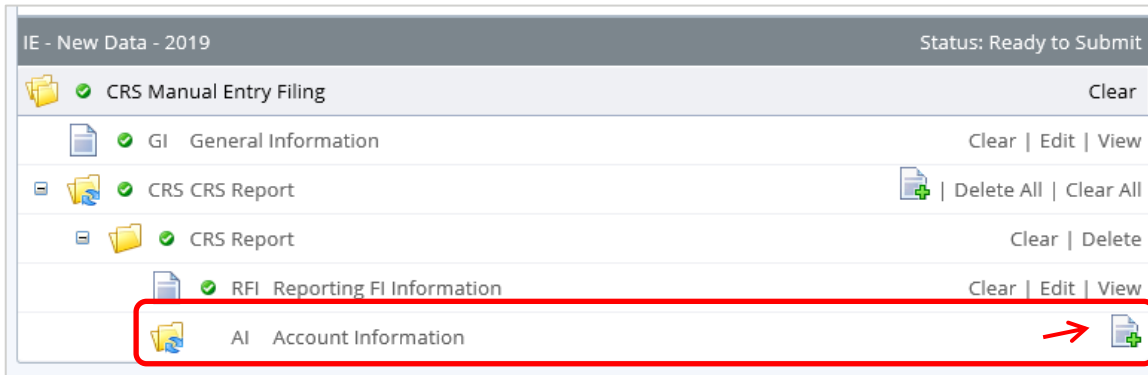 IE - New Data - 2019 Status: Ready to Submit
CRS Manual Entry Filing Clear
GI General Information Clear | Edit | View
CRS CRS Report | Delete All | Clear All
CRS Report Clear | Delete
RFI Reporting FI Information Clear | Edit | View
AI Account Information